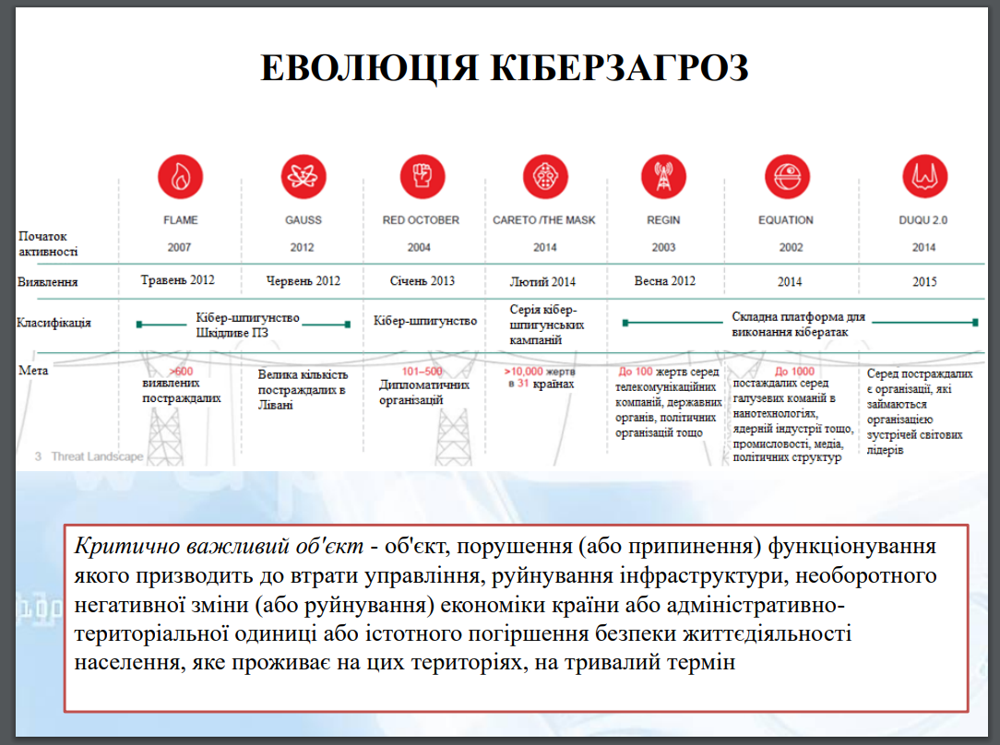 ЕВОЛЮЦІЯ КІБЕРЗАГРОЗ
FLAME
GAUSS
RED OCTOBER
CARETO /THE MASK
REGIN
EQUATION
DUQU 2.0
Початок
активності
2007
2012
2004
2014
2003
2002
2014
Виявлення
Травень 2012
Червень 2012
Січень 2013
Лютий 2014
Весна 2012
2014
2015
Класифікація
Кібер-шпигунство
Шкідливе ПЗ
Кібер-шпигунство
Серія кібер-
шпигунських
кампаній
Складна платформа для
виконання кібератак
Мета
>600
виявлених
постраждалих
Велика кількість
постраждалих в
Лівані
101–500
Дипломатичних
організацій
>10,000 жертв
в 31 країнах
До 100 жертв серед
телекомунікаційних
компаній, державних
органів, політичних
організацій тощо
До 1000
постаждалих серед
галузевих команій в
нанотехнологіях,
ядерній індустрії тощо,
промисловості, медіа,
політичних структур
Серед постраждалих
є організації, які
займаються
організацією
зустрічей світових
лідерів
3 Threat Landscape
Критично важливий об'єкт - об'єкт, порушення (або припинення) функціонування
якого призводить до втрати управління, руйнування інфраструктури, необоротного
негативної зміни (або руйнування) економіки країни або адміністративно-
територіальної одиниці або істотного погіршення безпеки життєдіяльності
населення, яке проживає на цих територіях, на тривалий термін